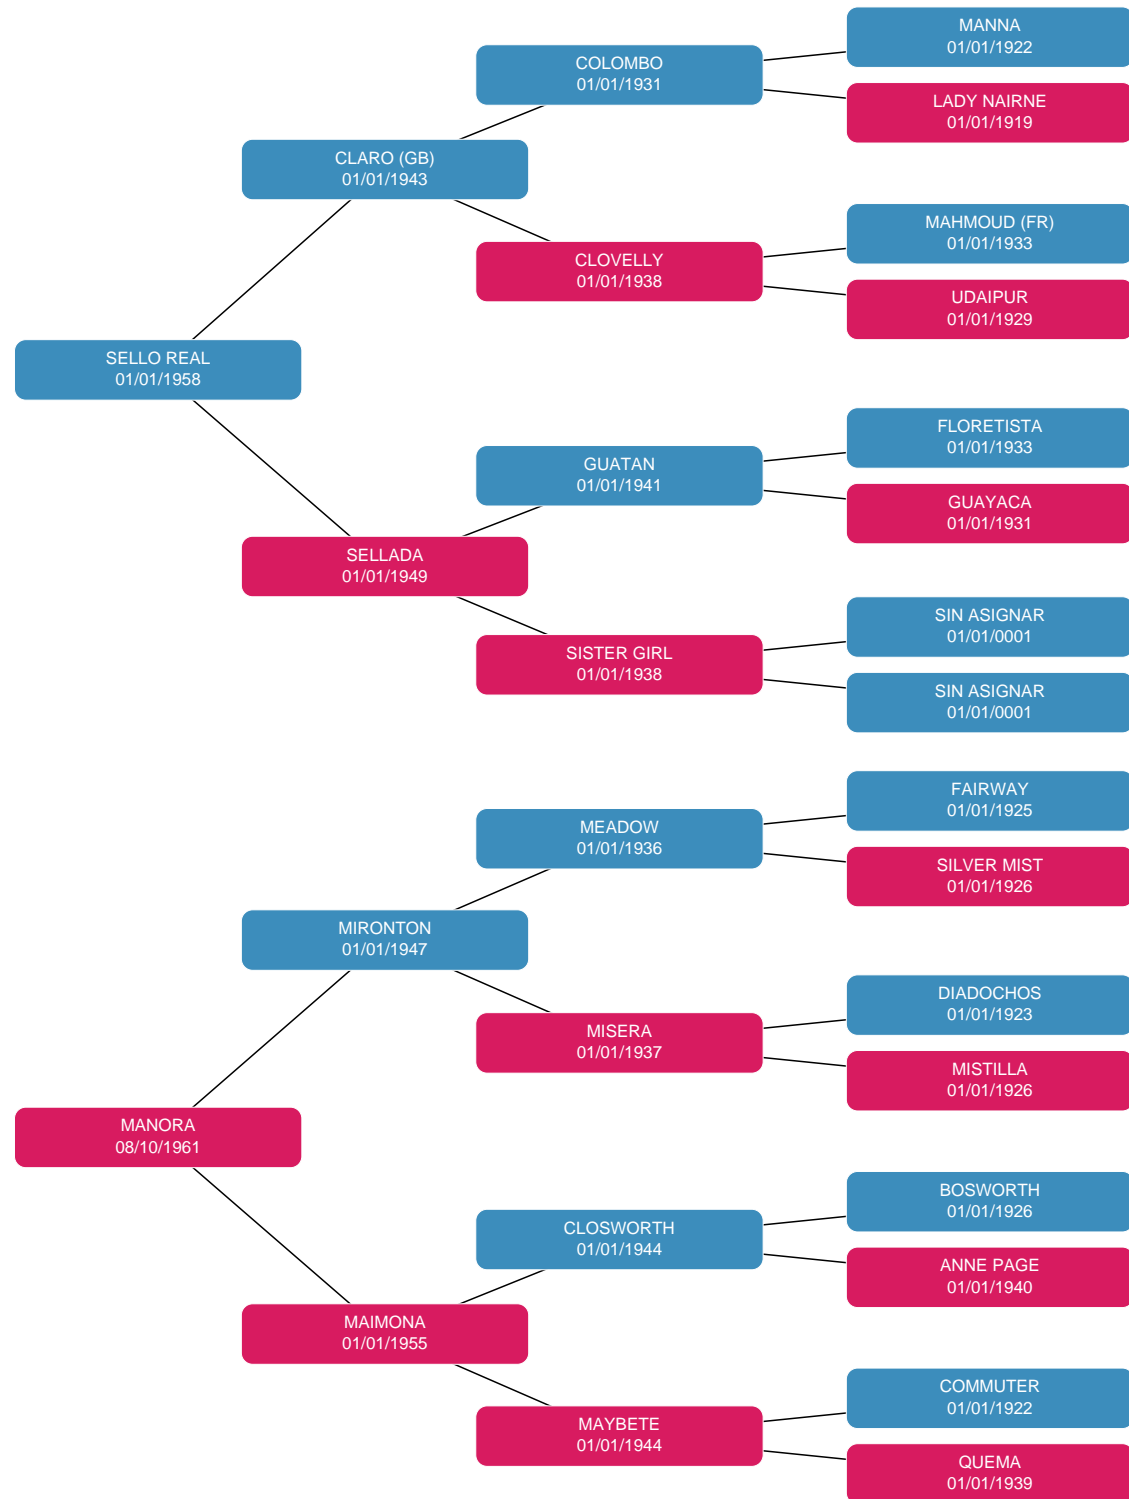 MANNA
01/01/1922
COLOMBO
01/01/1931
LADY NAIRNE
01/01/1919
CLARO (GB)
01/01/1943
MAHMOUD (FR)
01/01/1933
CLOVELLY
01/01/1938
UDAIPUR
01/01/1929
SELLO REAL
01/01/1958
FLORETISTA
01/01/1933
GUATAN
01/01/1941
GUAYACA
01/01/1931
SELLADA
01/01/1949
SIN ASIGNAR
01/01/0001
SISTER GIRL
01/01/1938
SIN ASIGNAR
01/01/0001
FAIRWAY
01/01/1925
MEADOW
01/01/1936
SILVER MIST
01/01/1926
MIRONTON
01/01/1947
DIADOCHOS
01/01/1923
MISERA
01/01/1937
MISTILLA
01/01/1926
MANORA
08/10/1961
BOSWORTH
01/01/1926
CLOSWORTH
01/01/1944
ANNE PAGE
01/01/1940
MAIMONA
01/01/1955
COMMUTER
01/01/1922
MAYBETE
01/01/1944
QUEMA
01/01/1939